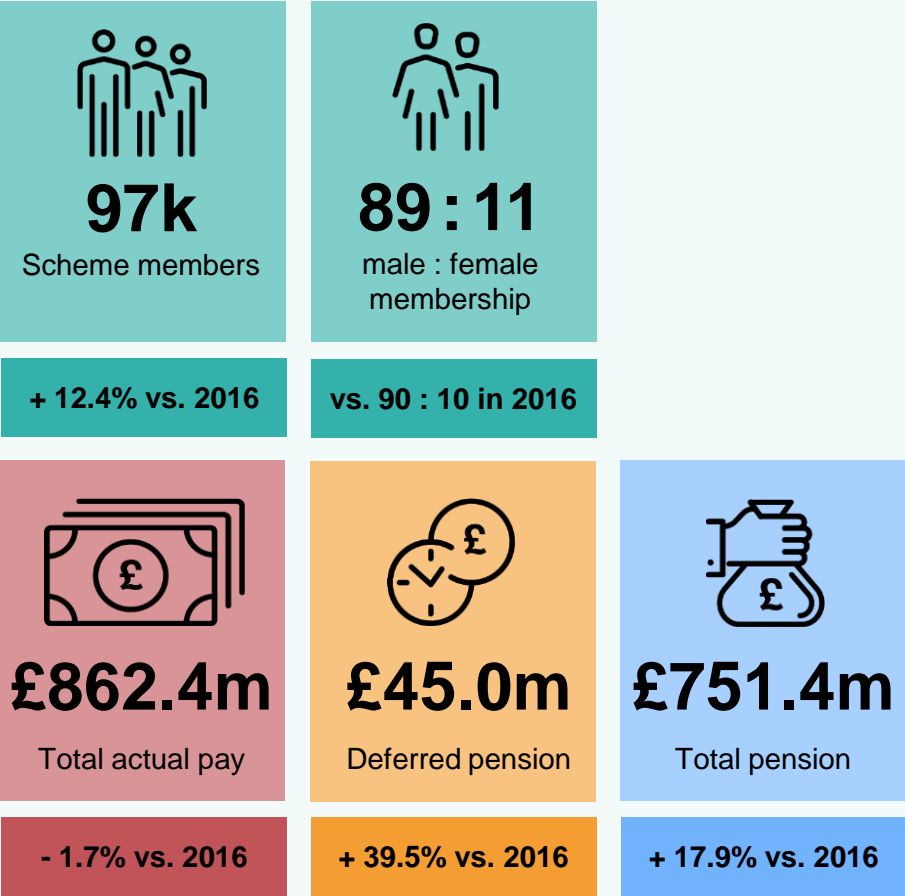 97k
Scheme members
+ 12.4% vs. 2016
89 : 11
male : female
membership
vs. 90 : 10 in 2016
£
£862.4m
Total actual pay
- 1.7% vs. 2016
£
£45.0m
Deferred pension
+ 39.5% vs. 2016
£
£751.4m
Total pension
+ 17.9% vs. 2016